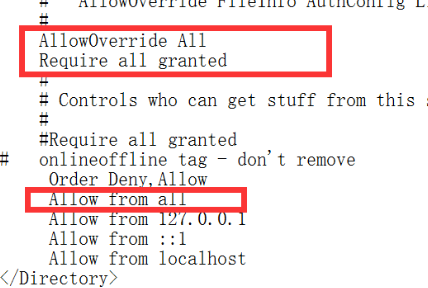 # AllowOverride FileInfo AuthConfig
#
AllowOverride All
Require all granted
#
# Controls who can get stuff from this
#
#Require all granted
# onlineoffline tag - don't remove
Order Deny,Allow
Allow from all
Allow from 127.0.0.1
Allow from ::1
Allow from localhost
</Directory>